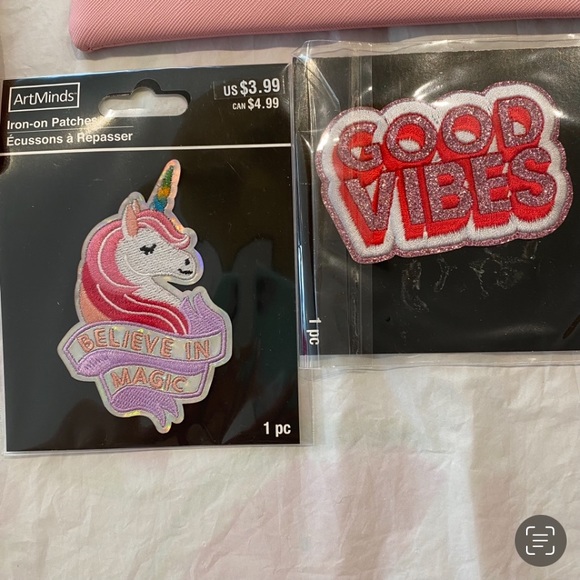 ArtMinds
US $3.99
CAN $4.99
Iron-on Patches
Écussons à Repasser
BELIEVE IN
MAGIC
1 pc
GOOD
VIBES
1 pc